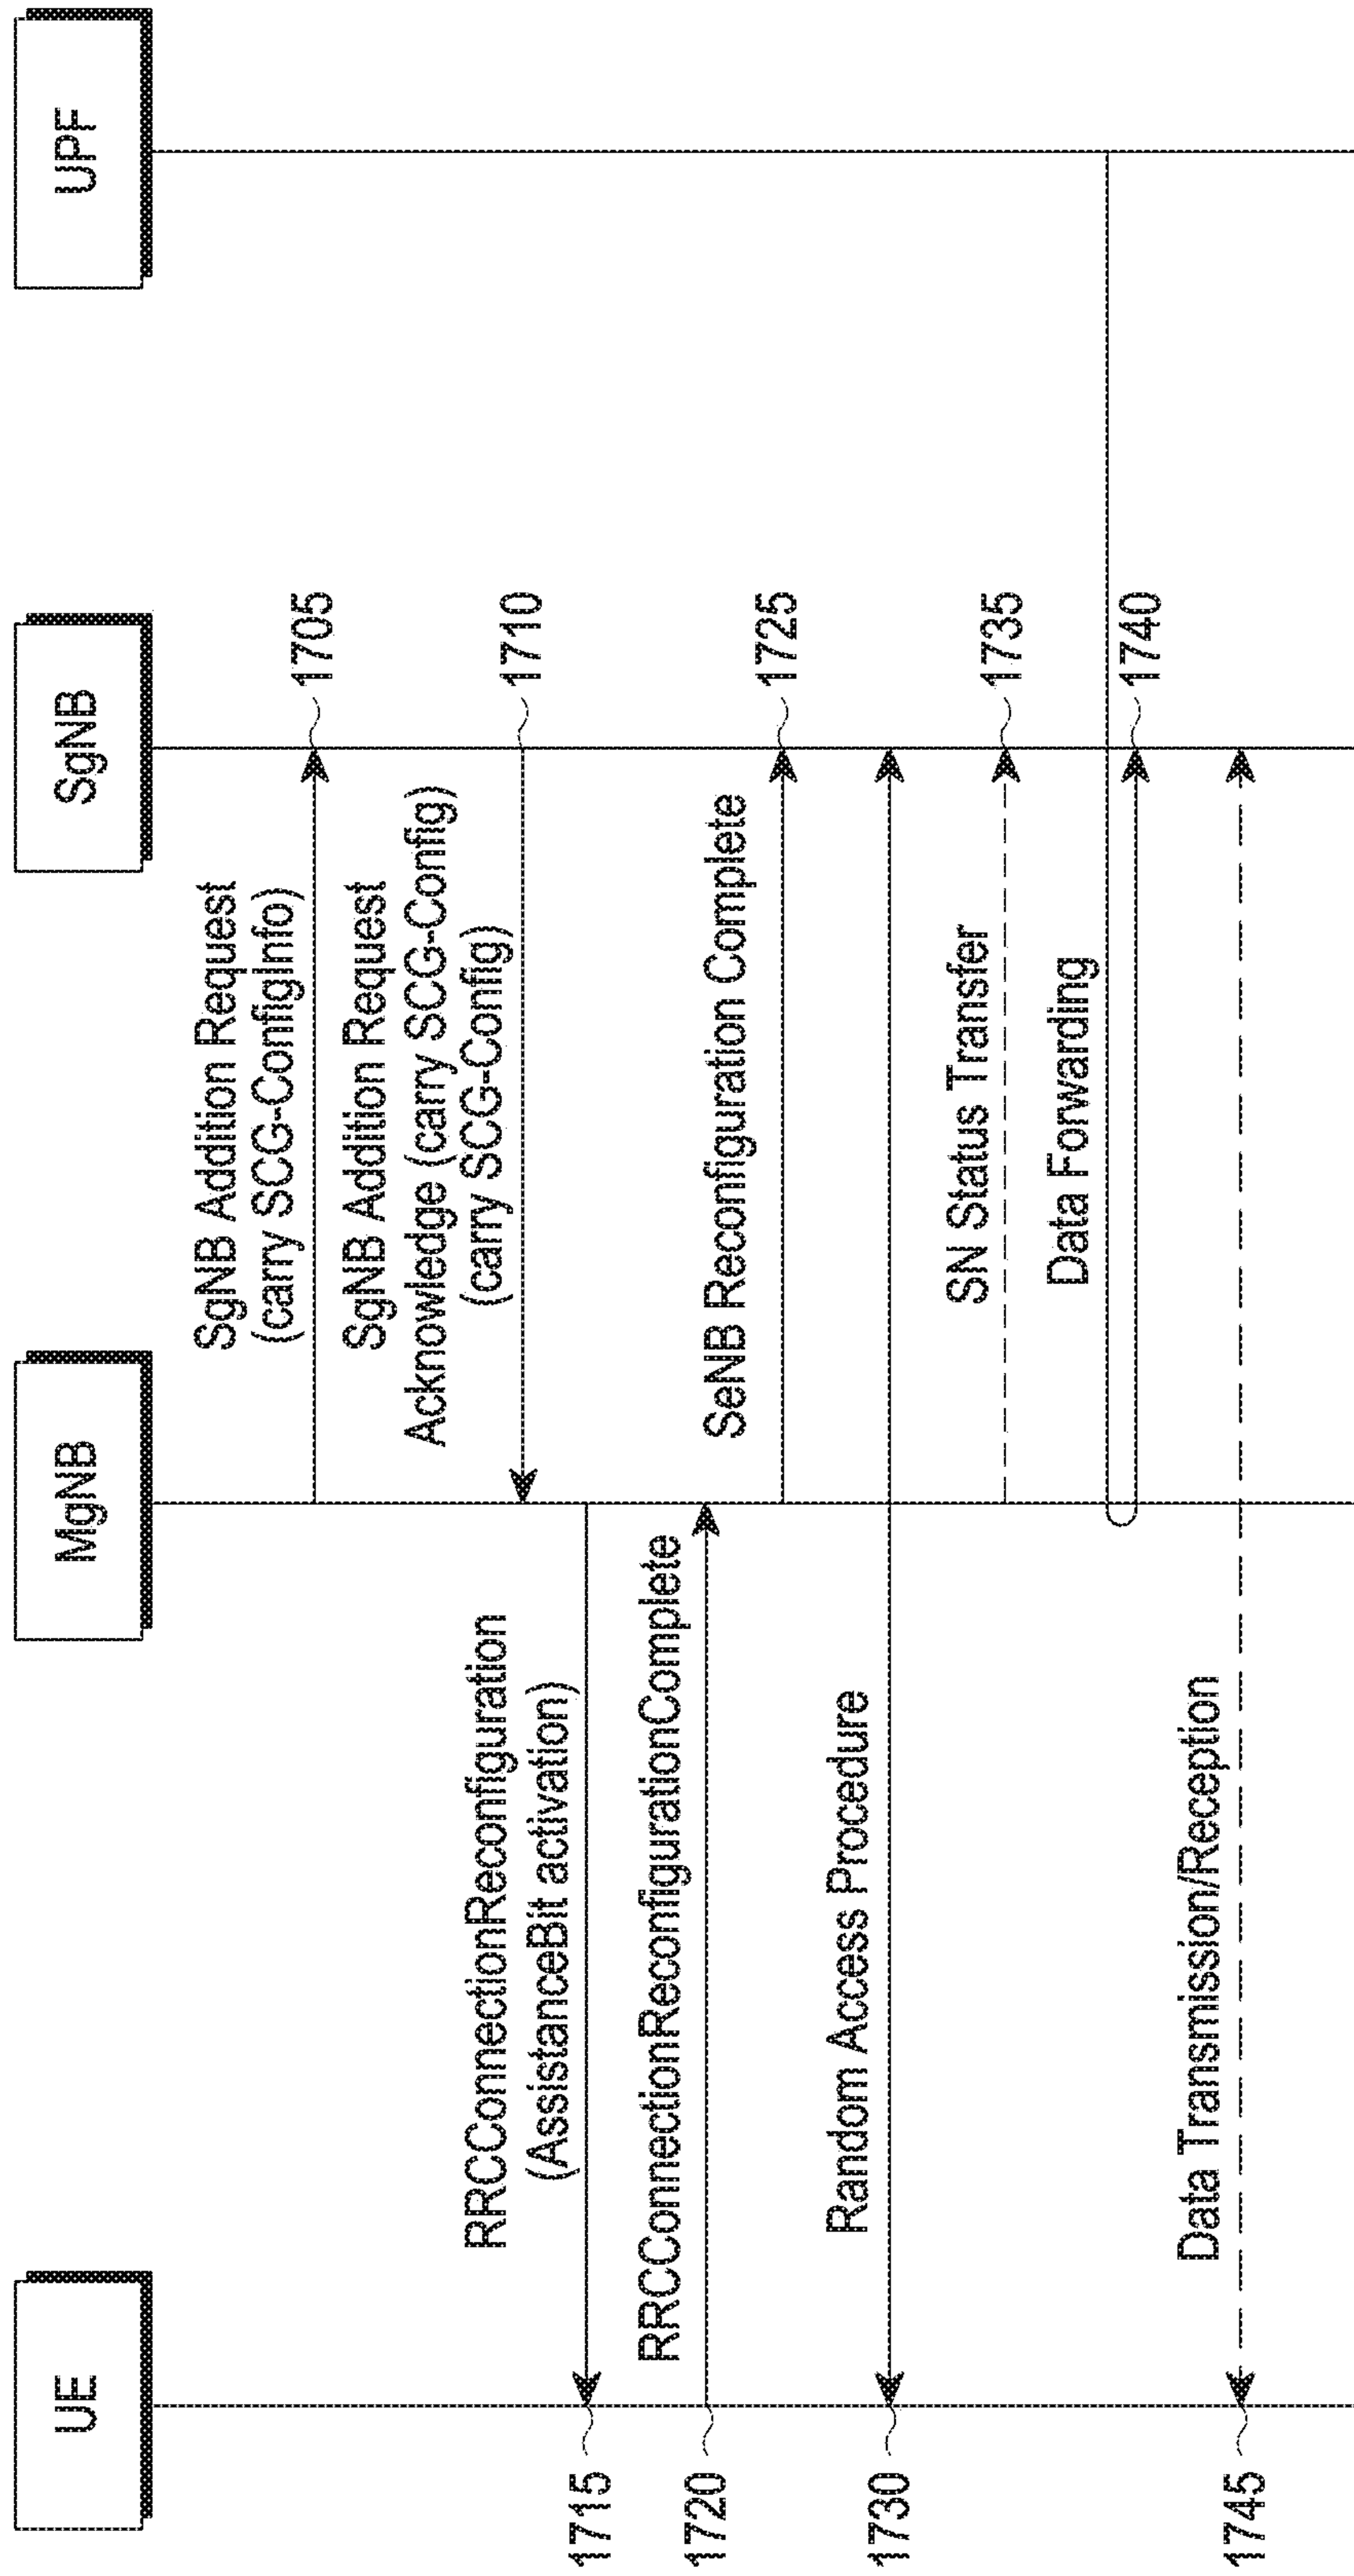 UE
MgNB
SgNB
UPF
SgNB Addition Request
(carry SCG-ConfigInfo)
1705
SgNB Addition Request
Acknowledge (carry SCG-Config)
(carry SCG-Config)
1710
RRCConnectionReconfiguration
(AssistanceBit activation)
1715
RRCConnectionReconfigurationComplete
1720
SeNB Reconfiguration Complete
1725
Random Access Procedure
1730
SN Status Transfer
1735
Data Forwarding
1740
Data Transmission/Reception
1745